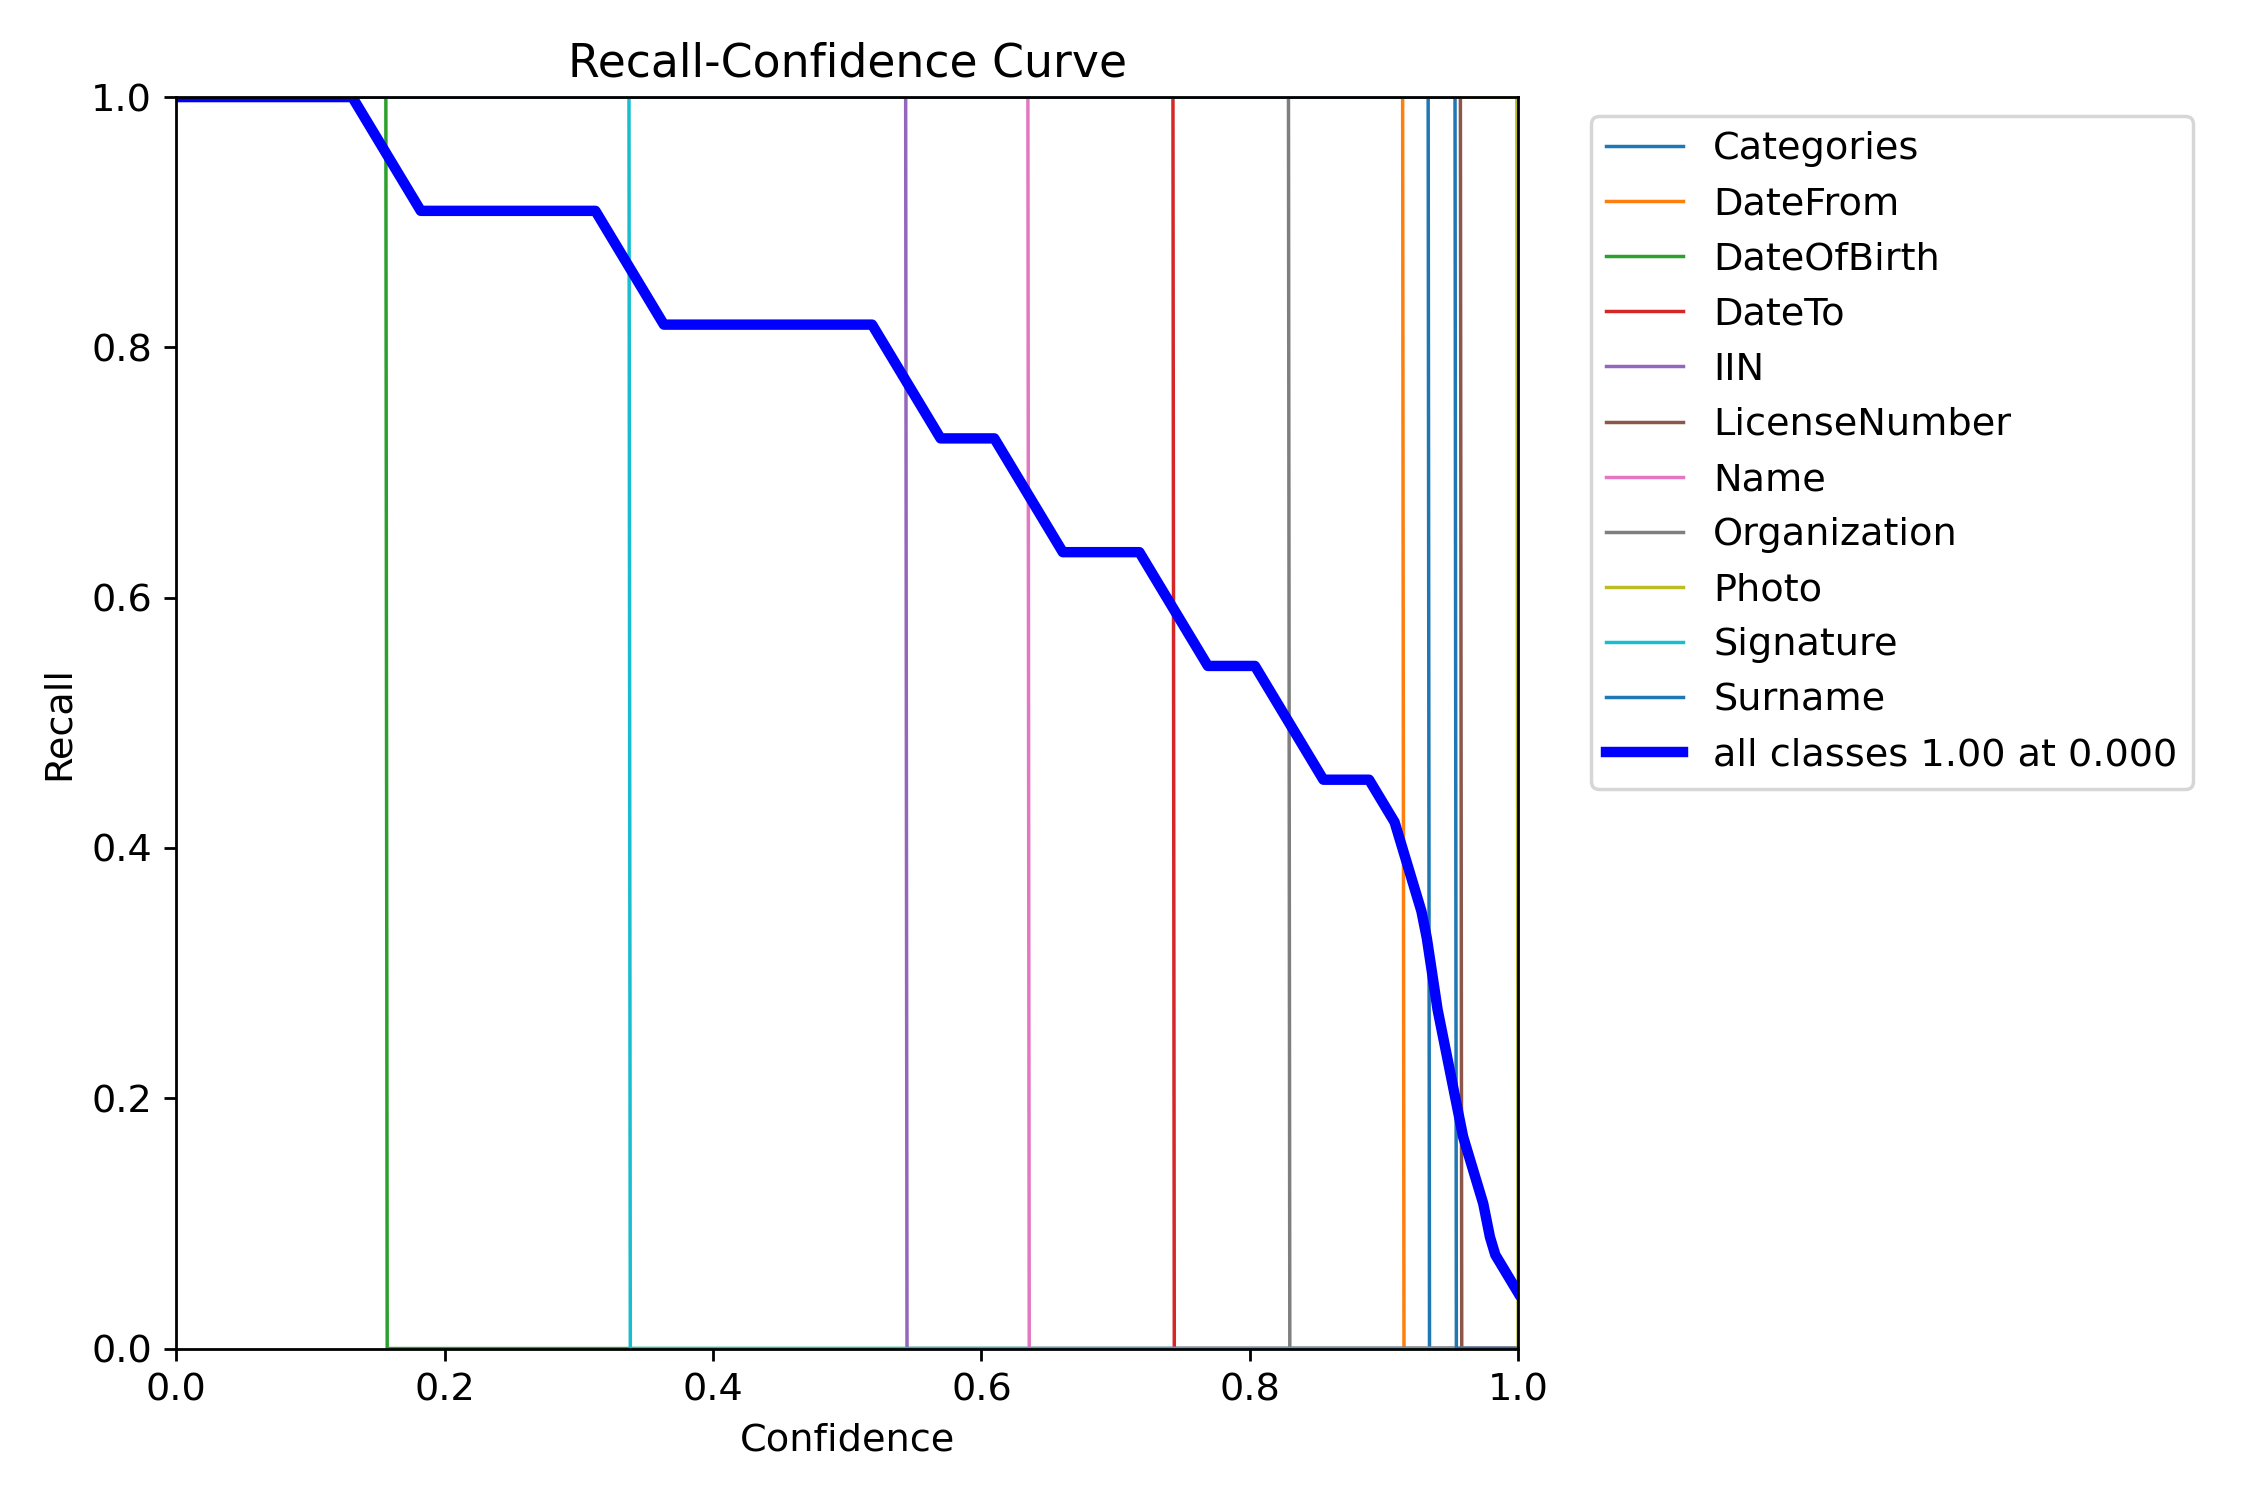 Recall-Confidence Curve
1.0
0.8
0.6
0.4
0.2
0.0
Recall
0.0 0.2 0.4 0.6 0.8 1.0
Confidence
Categories
DateFrom
DateOfBirth
DateTo
IIN
LicenseNumber
Name
Organization
Photo
Signature
Surname
all classes 1.00 at 0.000